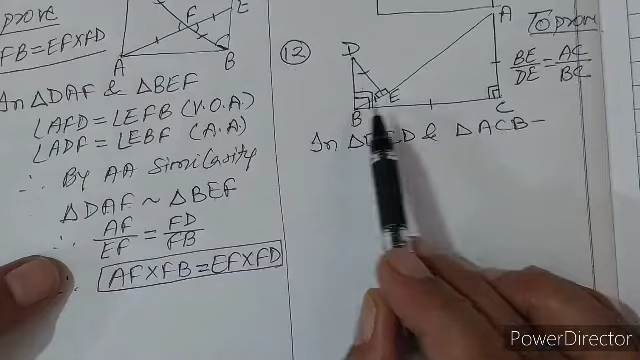 prove
FB=EF×FD
E
F
A
B
In ΔDAF & ΔBEF
∠AFD=∠EFB (V.O.A)
∠ADF=∠EBF (A.A)
∴ By AA Similarity
ΔDAF ~ ΔBEF
∴ AF/EF = FD/FB
∴ AF×FB=EF×FD
12
D
A
E
B
C
To prove
BE/DE = AC/BC
In Δ ED & ΔACB-
PowerDirector